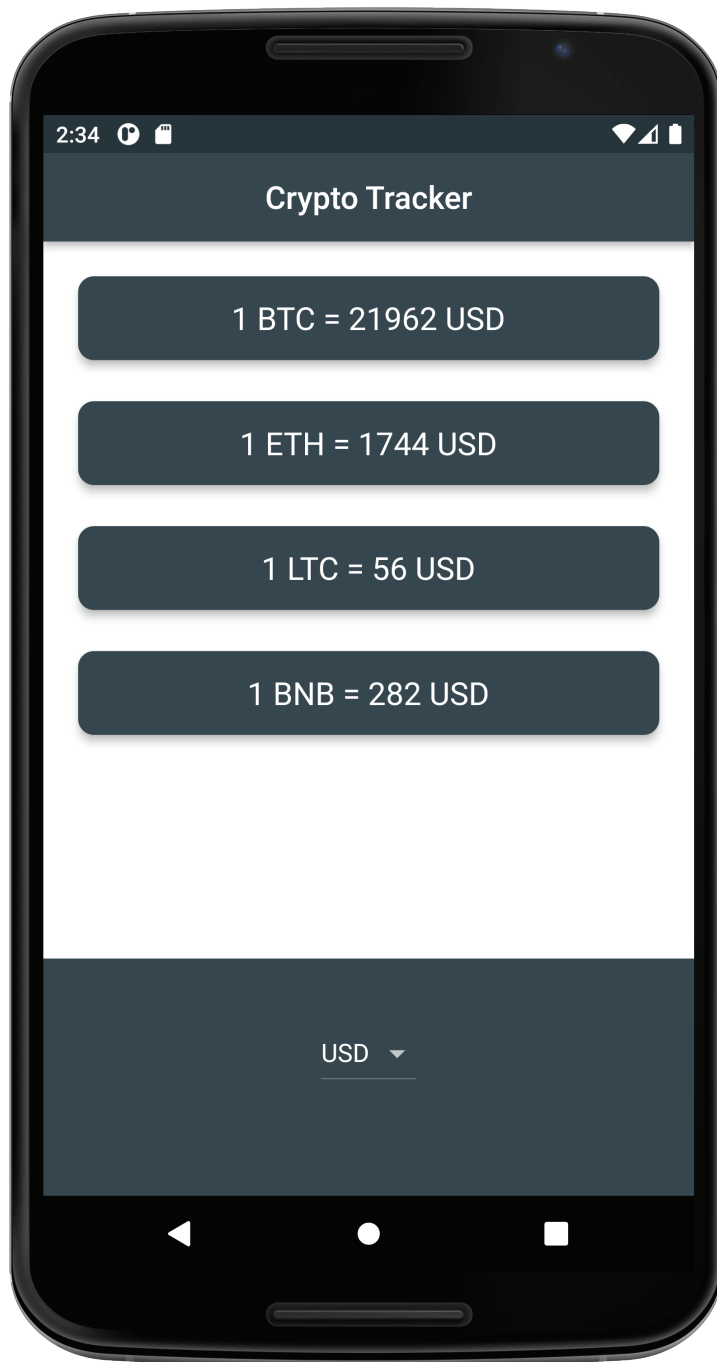 2:34
Crypto Tracker
1 BTC = 21962 USD
1 ETH = 1744 USD
1 LTC = 56 USD
1 BNB = 282 USD
USD